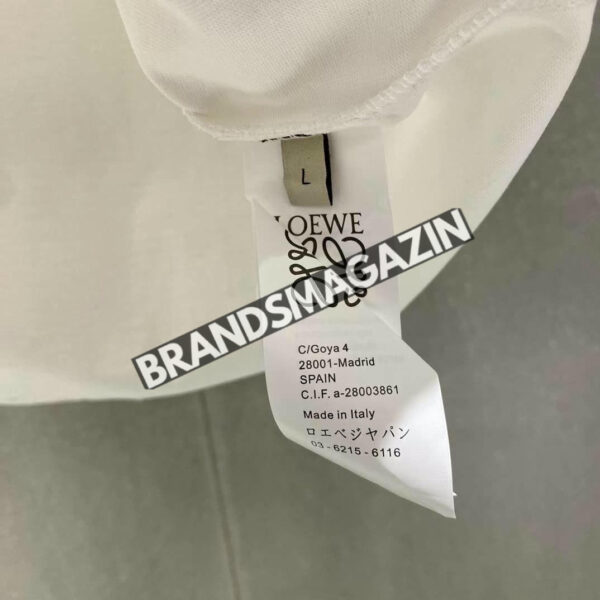 L
LOEWE
BRANDSMAGAZIN
C/Goya 4
28001-Madrid
SPAIN
C.I.F. a-28003861
Made in Italy
ロエベジヤパン
03-6215-6116